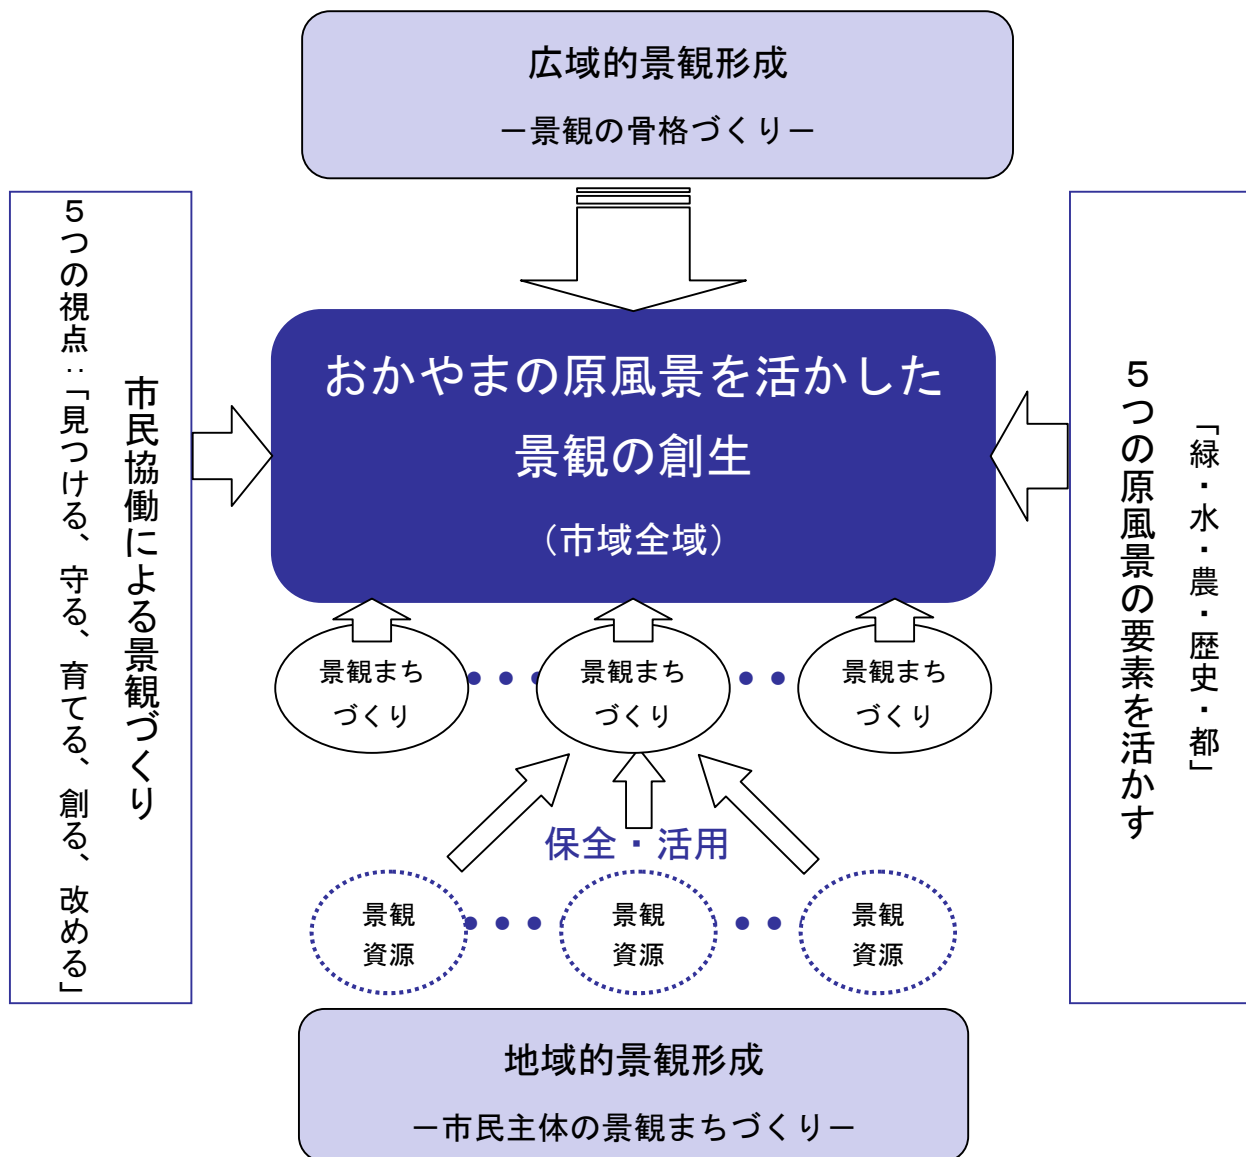 広域的景観形成
－景観の骨格づくり－
市民協働による景観づくり
５つの視点：「見つける、守る、育てる、創る、改める」
おかやまの原風景を活かした
景観の創生
（市域全域）
「緑・水・農・歴史・都」
５つの原風景の要素を活かす
景観まち
づくり
景観まち
づくり
景観まち
づくり
保全・活用
景観
資源
景観
資源
景観
資源
地域的景観形成
－市民主体の景観まちづくり－